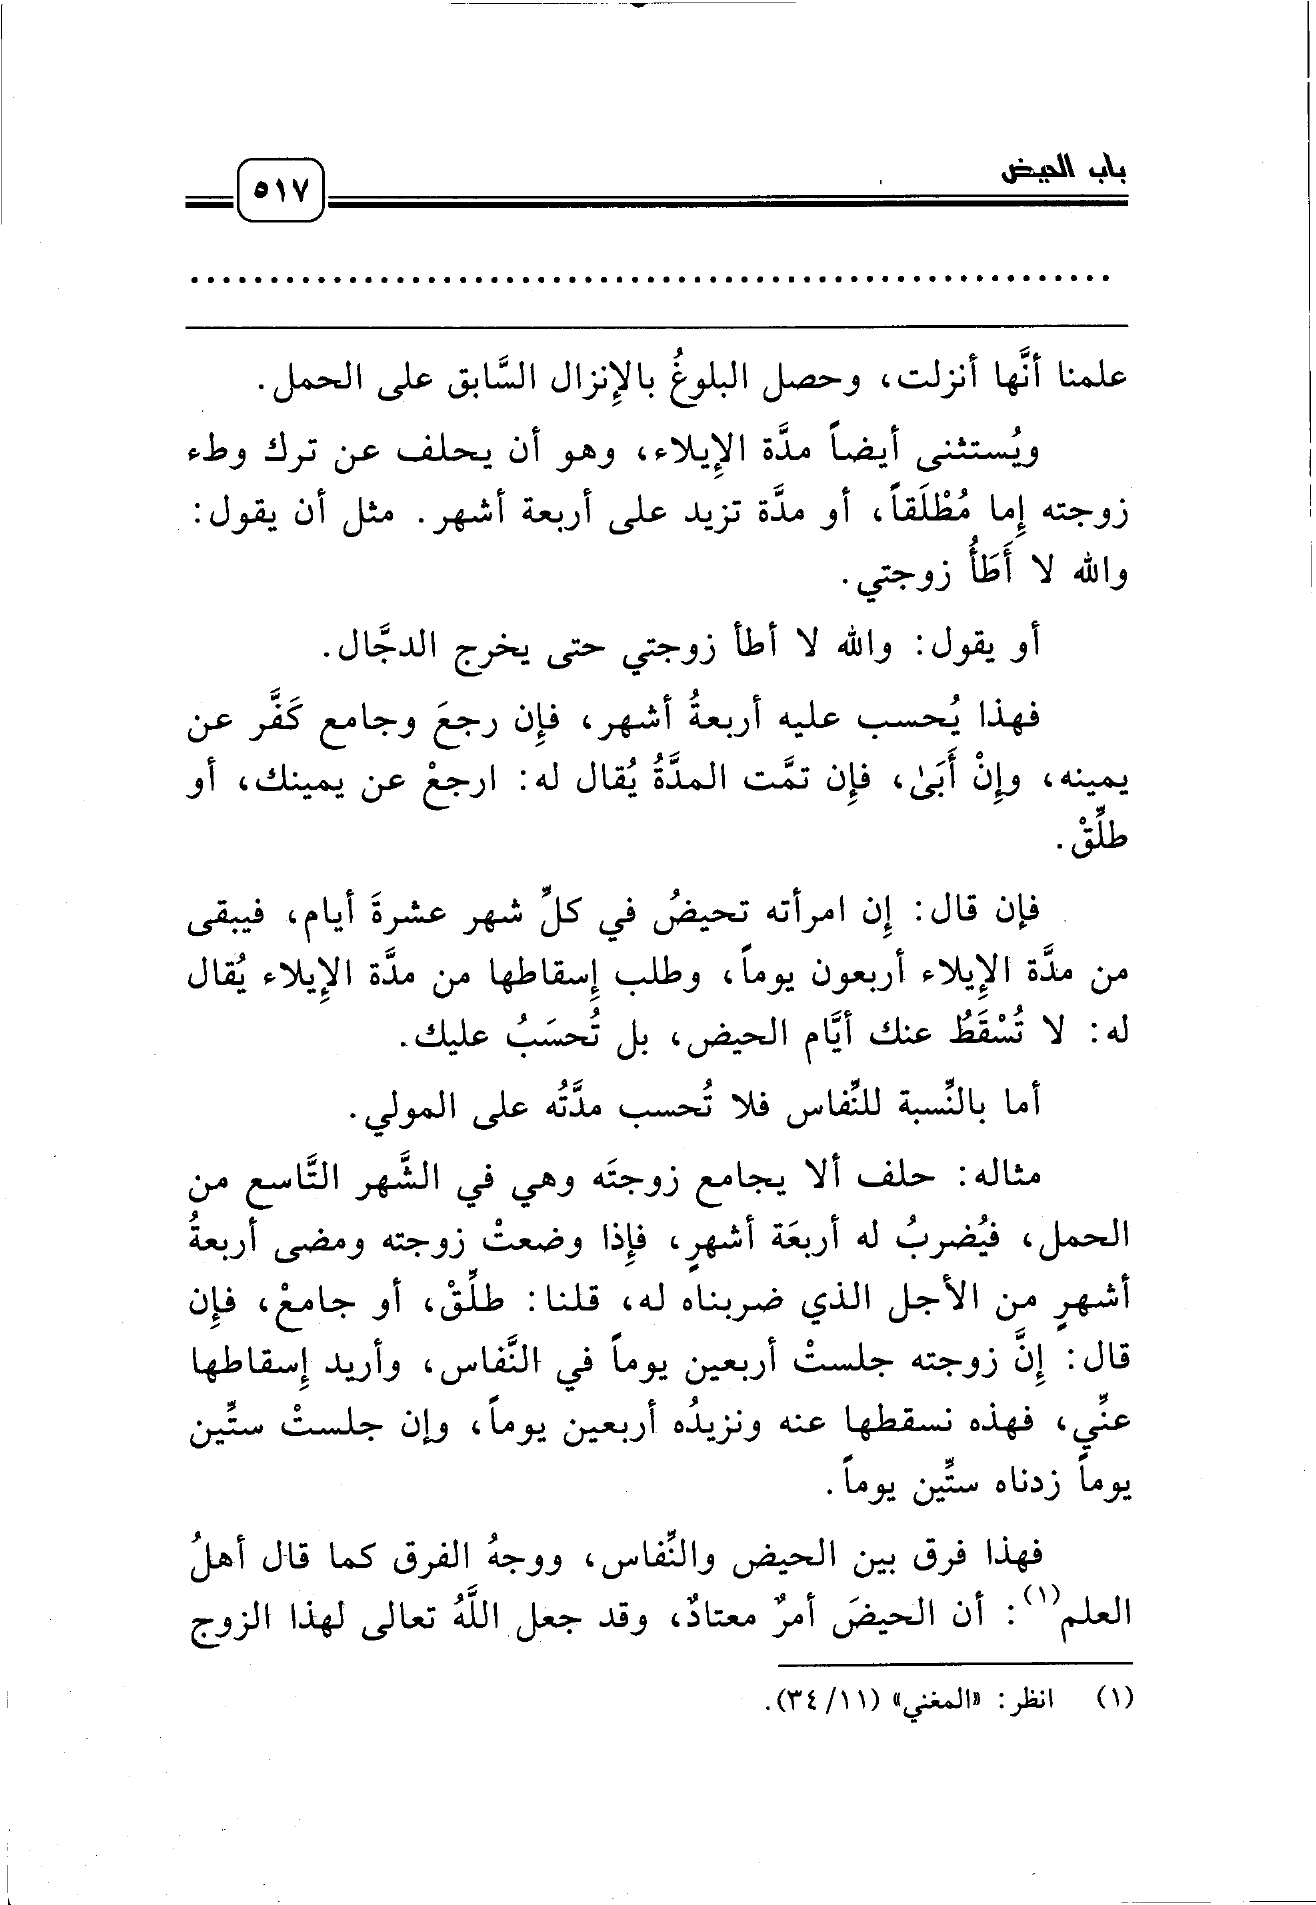 باب الحيض
٥١٧
................................................................
علمنا أنَّها أنزلت، وحصل البلوغُ بالإنزال السَّابق على الحمل.
ويُستثنى أيضاً مدَّة الإيلاء، وهو أن يحلف عن ترك وطء
زوجته إما مُطْلَقاً، أو مدَّة تزيد على أربعة أشهر. مثل أن يقول:
والله لا أَطَأُ زوجتي.
أو يقول: والله لا أطأ زوجتي حتى يخرج الدجَّال.
فهذا يُحسب عليه أربعةُ أشهر، فإن رجعَ وجامع كَفَّر عن
يمينه، وإِنْ أَبَىٰ، فإِن تمَّت المدَّةُ يُقال له: ارجعْ عن يمينك، أو
طلِّقْ.
فإن قال: إِن امرأته تحيضُ في كلِّ شهر عشرةَ أيام، فيبقى
من مدَّة الإيلاء أربعون يوماً، وطلب إِسقاطها من مدَّة الإِيلاء يُقال
له: لا تُسْقَطُ عنك أيَّام الحيض، بل تُحسَبُ عليك.
أما بالنِّسبة للنِّفاس فلا تُحسب مدَّتُه على المولي.
مثاله: حلف ألا يجامع زوجتَه وهي في الشَّهر التَّاسع من
الحمل، فيُضربُ له أربعَة أشهرٍ، فإِذا وضعتْ زوجته ومضى أربعةُ
أشهرٍ من الأجل الذي ضربناه له، قلنا: طلِّقْ، أو جامعْ، فإن
قال: إِنَّ زوجته جلستْ أربعين يوماً في النَّفاس، وأريد إِسقاطها
عنِّي، فهذه نسقطها عنه ونزيدُه أربعين يوماً، وإن جلستْ ستِّين
يوماً زدناه ستِّين يوماً.
فهذا فرق بين الحيض والنِّفاس، ووجهُ الفرق كما قال أهلُ
العلم(١): أن الحيضَ أمرٌ معتادٌ، وقد جعل اللَّهُ تعالى لهذا الزوج
(١) انظر: «المغني» (٣٤/١١).